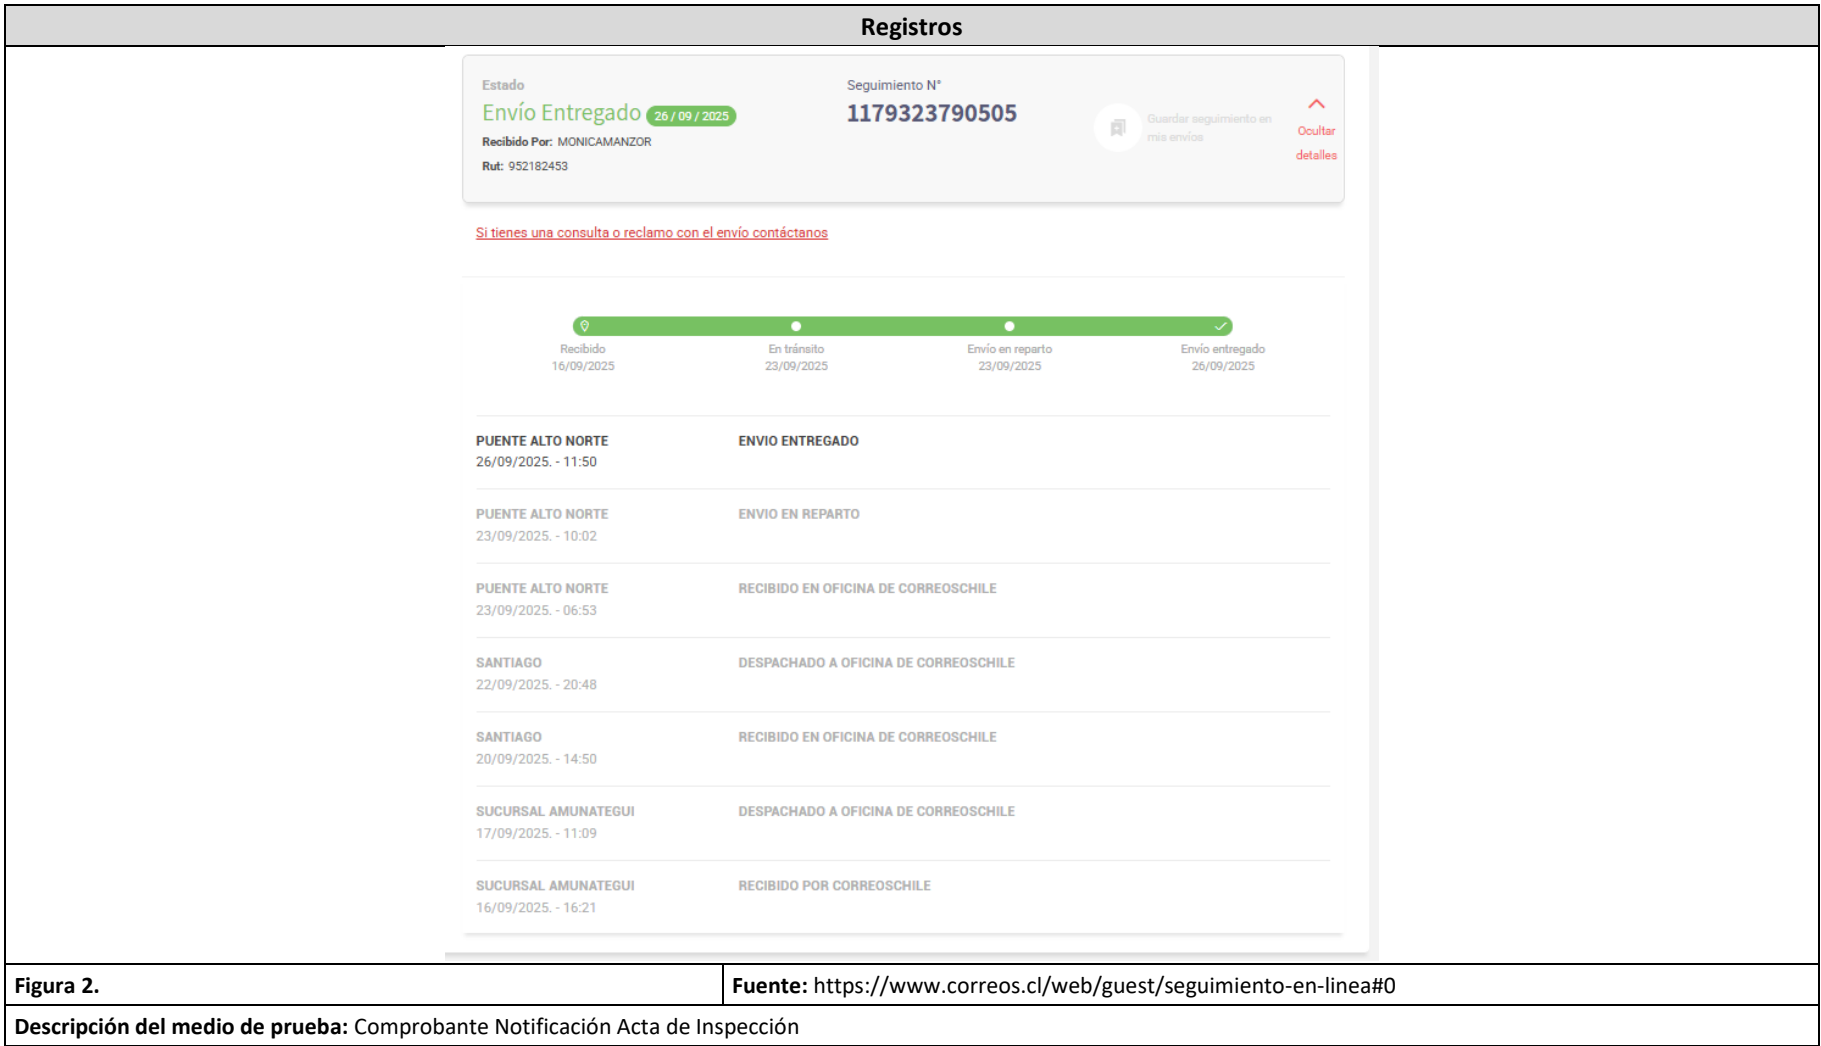 Registros
Estado
Envío Entregado 26 / 09 / 2025
Recibido Por: MONICAMANZOR
Rut: 952182453
Seguimiento N°
1179323790505
Guardar seguimiento en
mis envíos
Ocultar
detalles
Si tienes una consulta o reclamo con el envío contáctanos
Recibido
16/09/2025
En tránsito
23/09/2025
Envío en reparto
23/09/2025
Envío entregado
26/09/2025
PUENTE ALTO NORTE ENVIO ENTREGADO
26/09/2025. - 11:50
PUENTE ALTO NORTE ENVIO EN REPARTO
23/09/2025. - 10:02
PUENTE ALTO NORTE RECIBIDO EN OFICINA DE CORREOSCHILE
23/09/2025. - 06:53
SANTIAGO DESPACHADO A OFICINA DE CORREOSCHILE
22/09/2025. - 20:48
SANTIAGO RECIBIDO EN OFICINA DE CORREOSCHILE
20/09/2025. - 14:50
SUCURSAL AMUNATEGUI DESPACHADO A OFICINA DE CORREOSCHILE
17/09/2025. - 11:09
SUCURSAL AMUNATEGUI RECIBIDO POR CORREOSCHILE
16/09/2025. - 16:21
Figura 2. Fuente: https://www.correos.cl/web/guest/seguimiento-en-linea#0
Descripción del medio de prueba: Comprobante Notificación Acta de Inspección